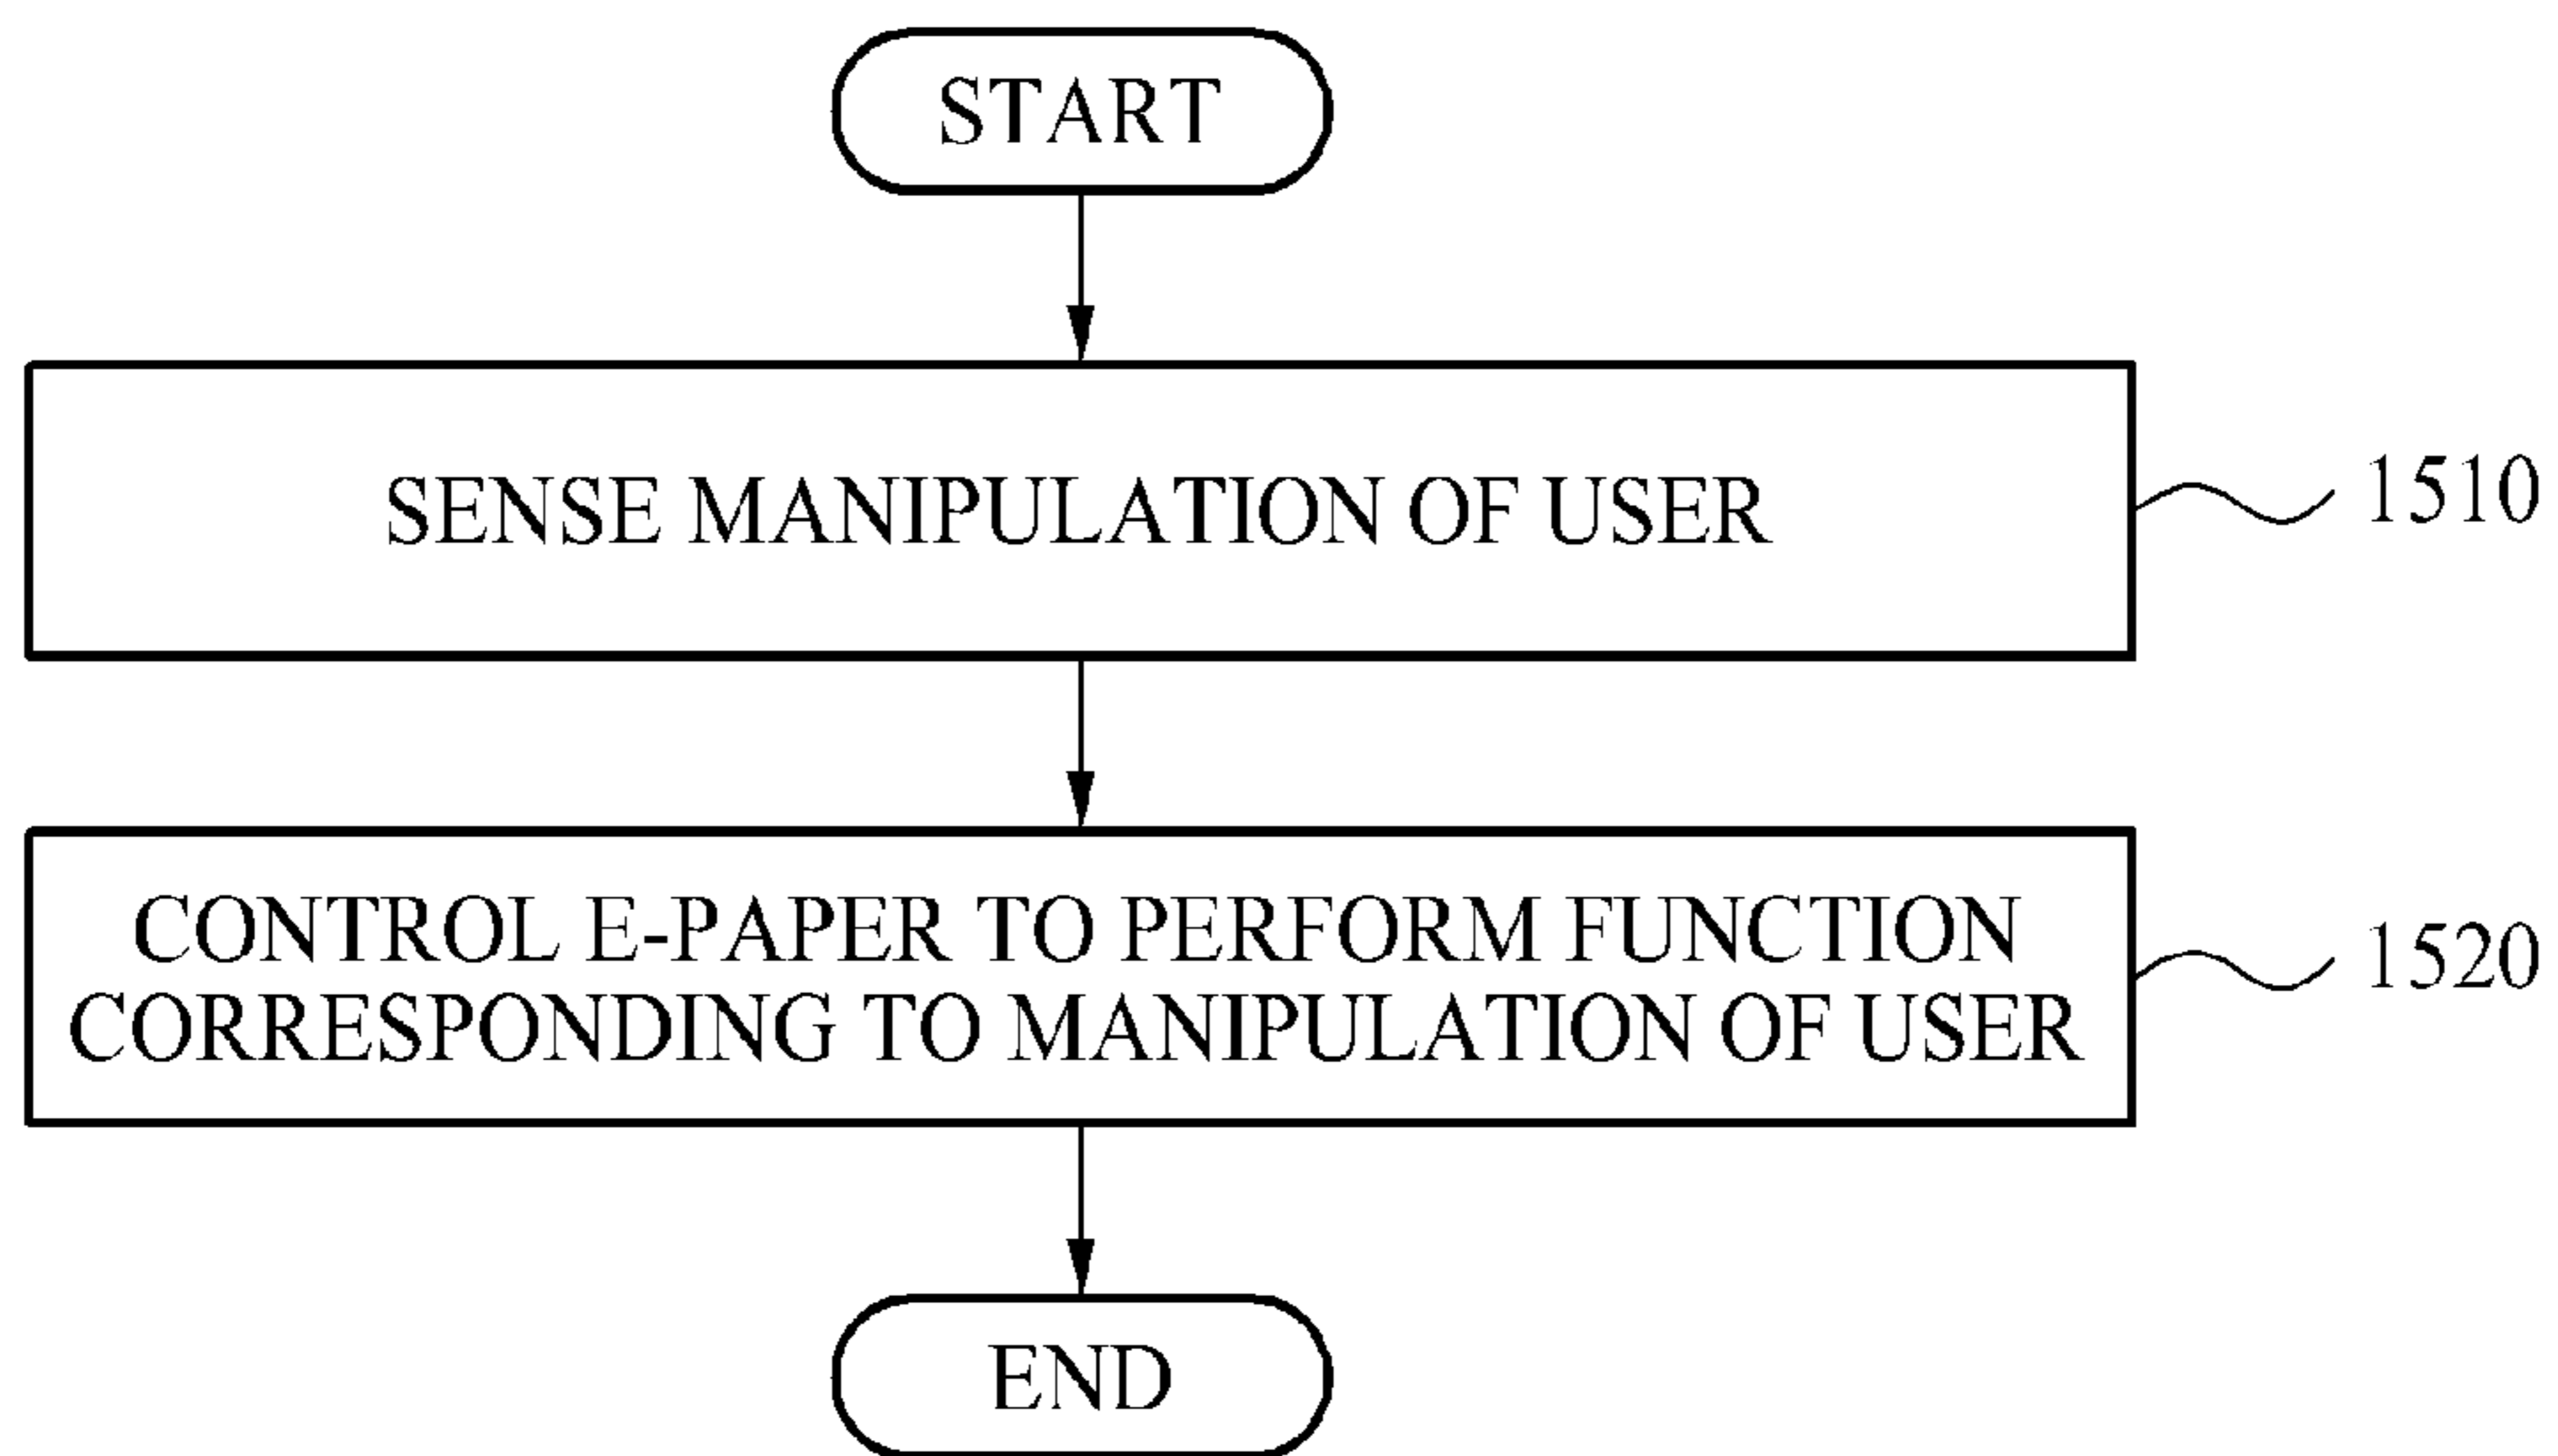 START
SENSE MANIPULATION OF USER
1510
CONTROL E-PAPER TO PERFORM FUNCTION
CORRESPONDING TO MANIPULATION OF USER
1520
END